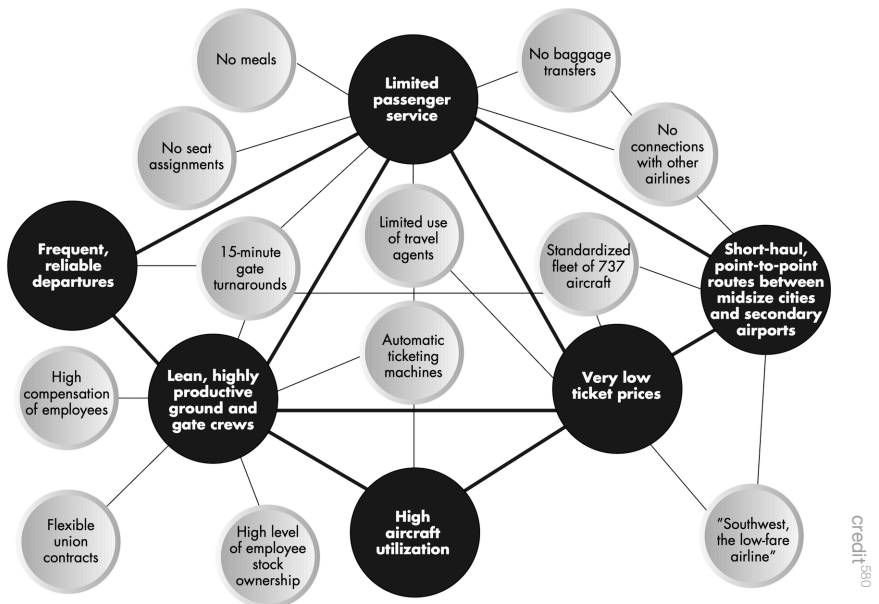 No meals
Limited
passenger
service
No baggage
transfers
No seat
assignments
No
connections
with other
airlines
Frequent,
reliable
departures
15-minute
gate
turnarounds
Limited use
of travel
agents
Standardized
fleet of 737
aircraft
Short-haul,
point-to-point
routes between
midsize cities
and secondary
airports
High
compensation
of employees
Lean, highly
productive
ground and
gate crews
Automatic
ticketing
machines
Very low
ticket prices
Flexible
union
contracts
High level
of employee
stock
ownership
High
aircraft
utilization
"Southwest,
the low-fare
airline"
credit580